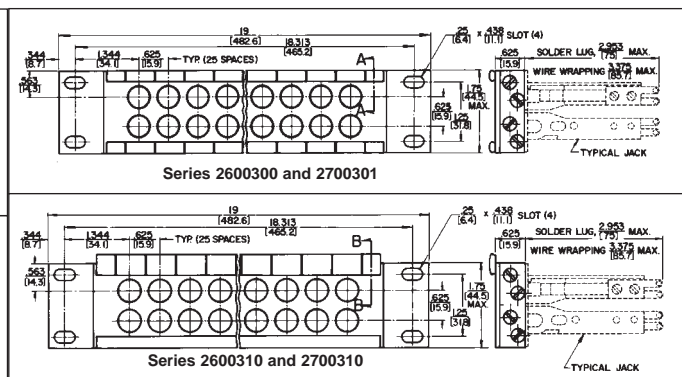 19
[482.6]
.344
[8.7]
1.344
[34.1]
.625
[15.9]
TYP. (25 SPACES)
18.313
[465.2]
A
.25
[6.4]
x .438
[11.1]
SLOT (4)
.563
[14.3]
A
.625
[15.9]
1.25
[31.8]
1.75
[44.5]
MAX.
.625
[15.9]
SOLDER LUG, 2.953 MAX.
[75]
WIRE WRAPPING 3.375 MAX.
[85.7]
TYPICAL JACK
Series 2600300 and 2700301
19
[482.6]
.344
[8.7]
1.344
[34.1]
.625
[15.9]
TYP. (25 SPACES)
18.313
[465.2]
B
.25
[6.4]
x .438
[11.1]
SLOT (4)
.563
[14.3]
B
.625
[15.9]
1.25
[31.8]
1.75
[44.5]
MAX.
.625
[15.9]
SOLDER LUG, 2.953 MAX.
[75]
WIRE WRAPPING 3.375 MAX.
[85.7]
TYPICAL JACK
Series 2600310 and 2700310